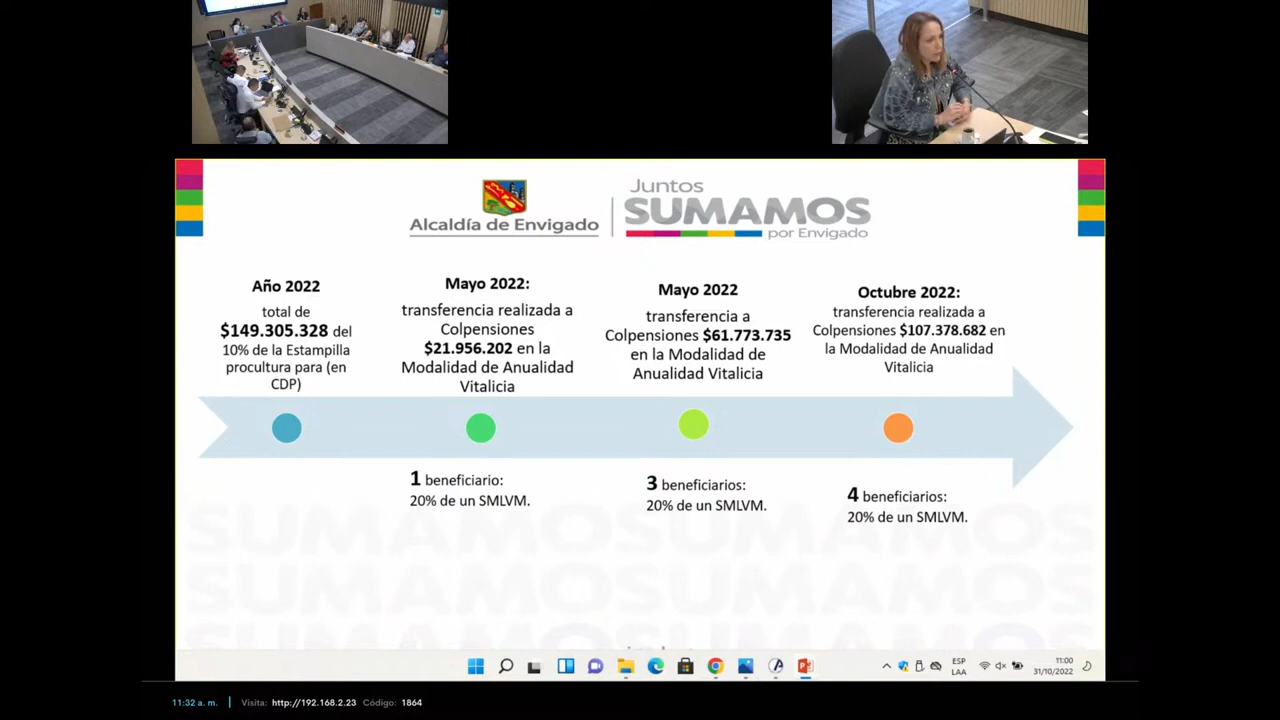 Alcaldía de Envigado
Juntos
SUMAMOS
por Envigado
Año 2022
total de
$149.305.328 del
10% de la Estampilla
procultura para (en
CDP)
Mayo 2022:
transferencia realizada a
Colpensiones
$21.956.202 en la
Modalidad de Anualidad
Vitalicia
Mayo 2022
transferencia a
Colpensiones $61.773.735
en la Modalidad de
Anualidad Vitalicia
Octubre 2022:
transferencia realizada a
Colpensiones $107.378.682 en
la Modalidad de Anualidad
Vitalicia
1 beneficiario:
20% de un SMLVM.
3 beneficiarios:
20% de un SMLVM.
4 beneficiarios:
20% de un SMLVM.
SUMAMOSSUMAMOS
SUMAMOSSUMAMOS
ESP
LAA
11:00
31/10/2022
11:32 a. m. | Visita: http://192.168.2.23 Código: 1864